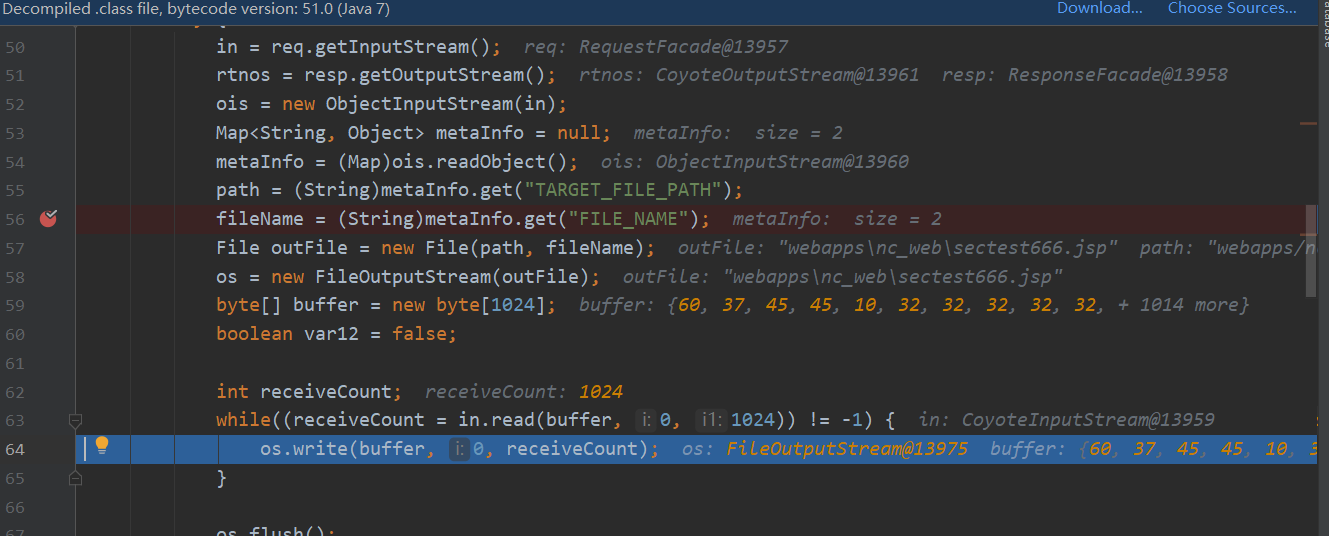 Decompiled .class file, bytecode version: 51.0 (Java 7) Download... Choose Sources...
50 in = req.getInputStream(); req: RequestFacade@13957
51 rtnos = resp.getOutputStream(); rtnos: CoyoteOutputStream@13961 resp: ResponseFacade@13958
52 ois = new ObjectInputStream(in);
53 Map<String, Object> metaInfo = null; metaInfo: size = 2
54 metaInfo = (Map)ois.readObject(); ois: ObjectInputStream@13960
55 path = (String)metaInfo.get("TARGET_FILE_PATH");
56 fileName = (String)metaInfo.get("FILE_NAME"); metaInfo: size = 2
57 File outFile = new File(path, fileName); outFile: "webapps\nc_web\sectest666.jsp" path: "webapps/n
58 os = new FileOutputStream(outFile); outFile: "webapps\nc_web\sectest666.jsp"
59 byte[] buffer = new byte[1024]; buffer: {60, 37, 45, 45, 10, 32, 32, 32, 32, 32, + 1014 more}
60 boolean var12 = false;
61
62 int receiveCount; receiveCount: 1024
63 while((receiveCount = in.read(buffer, i: 0, i1: 1024)) != -1) { in: CoyoteInputStream@13959
64 os.write(buffer, i: 0, receiveCount); os: FileOutputStream@13975 buffer: {60, 37, 45, 45, 10, 3
65 }
66
67 os.flush();
atabase